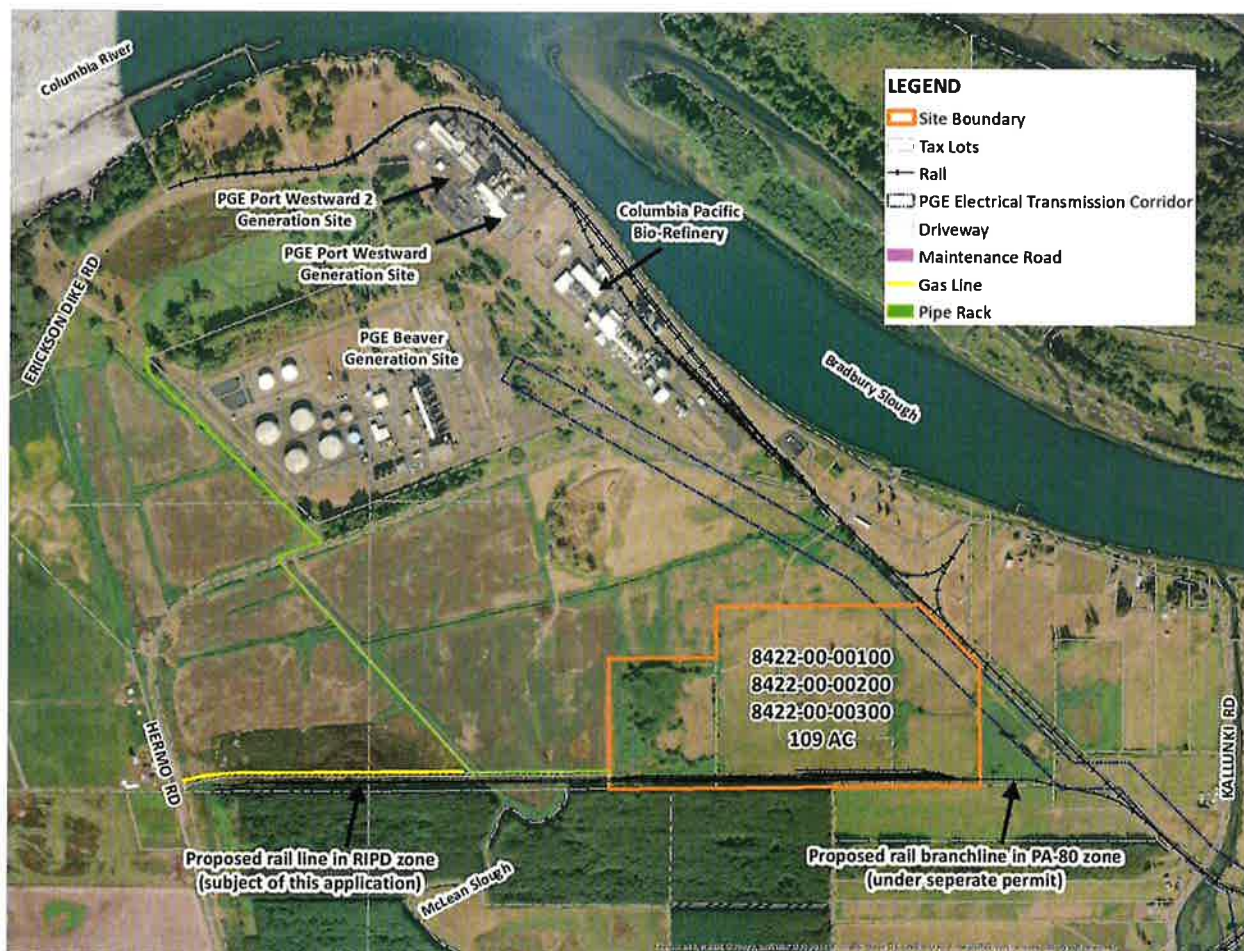 Columbia River
LEGEND
Site Boundary
Tax Lots
Rail
PGE Electrical Transmission Corridor
Driveway
Maintenance Road
Gas Line
Pipe Rack
PGE Port Westward 2
Generation Site
PGE Port Westward
Generation Site
Columbia Pacific
Bio-Refinery
ERICKSON DIKE RD
PGE Beaver
Generation Site
Bradbury Slough
8422-00-00100
8422-00-00200
8422-00-00300
109 AC
HERMO RD
KALLUNKI RD
Proposed rail line in RIPD zone
(subject of this application)
McLean Slough
Proposed rail branchline in PA-80 zone
(under seperate permit)